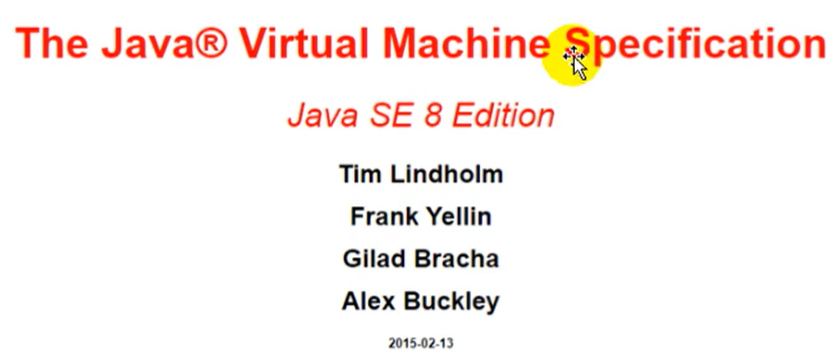 The Java® Virtual Machine Specification
Java SE 8 Edition
Tim Lindholm
Frank Yellin
Gilad Bracha
Alex Buckley
2015-02-13